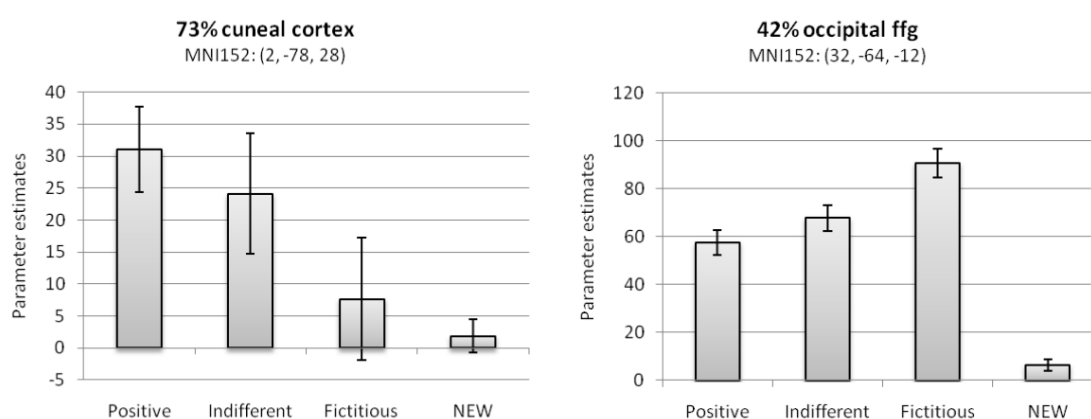 73% cuneal cortex
MNI152: (2, -78, 28)
Parameter estimates
40
35
30
25
20
15
10
5
0
-5
Positive Indifferent Fictitious NEW
42% occipital ffg
MNI152: (32, -64, -12)
Parameter estimates
120
100
80
60
40
20
0
Positive Indifferent Fictitious NEW